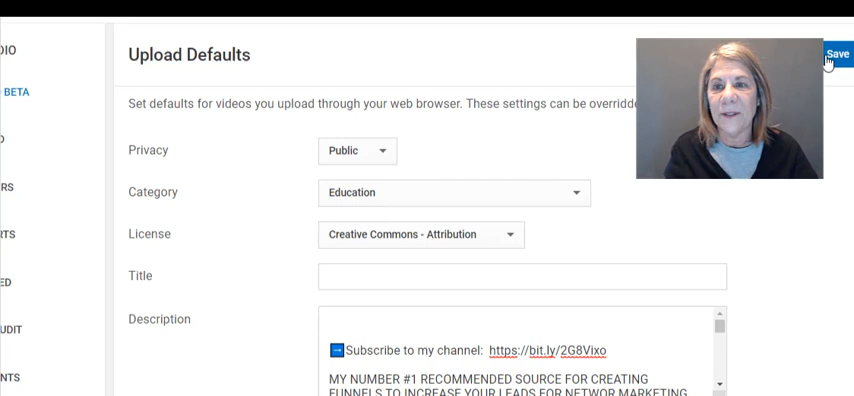 DIO
Upload Defaults
Save
BETA
Set defaults for videos you upload through your web browser. These settings can be overridde
Privacy
Public
RS
Category
Education
RTS
License
Creative Commons - Attribution
ED
Title
UDIT
Description
Subscribe to my channel: https://bit.ly/2G8Vixo
NTS
MY NUMBER #1 RECOMMENDED SOURCE FOR CREATING
FUNNELS TO INCREASE YOUR LEADS FOR NETWOR MARKETING